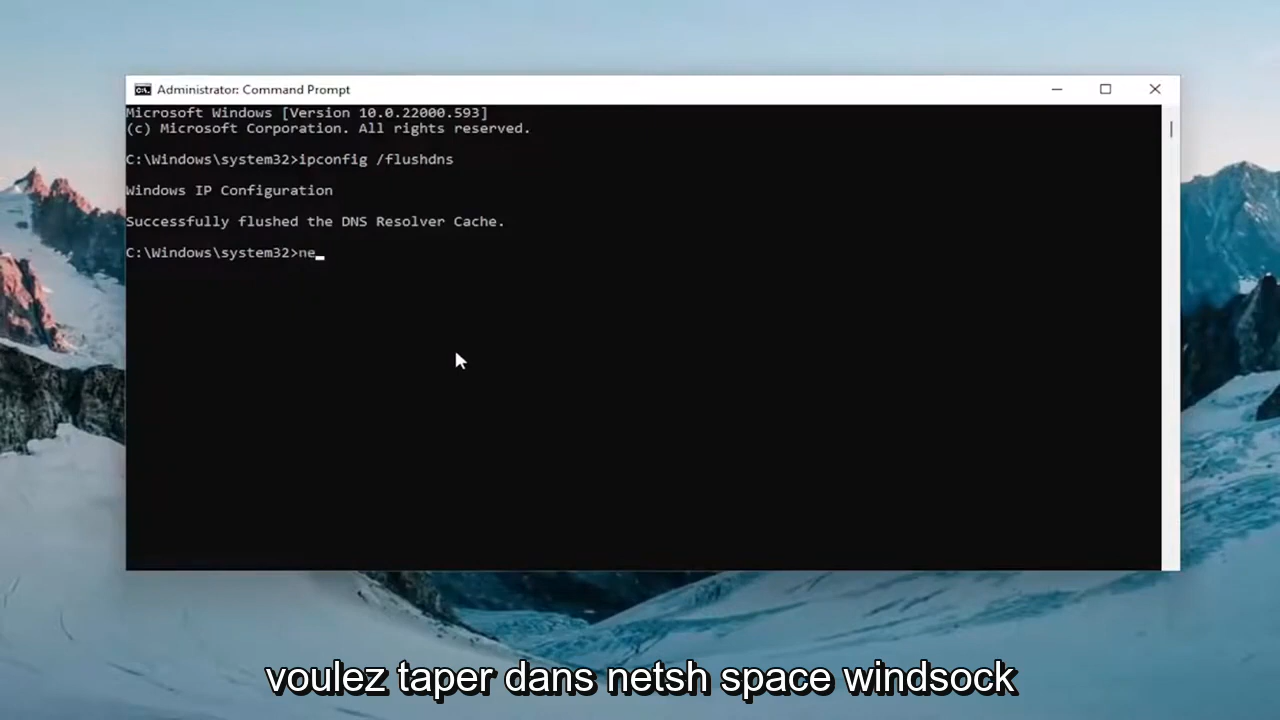 Administrator: Command Prompt
Microsoft Windows [Version 10.0.22000.593]
(c) Microsoft Corporation. All rights reserved.
C:\Windows\system32>ipconfig /flushdns
Windows IP Configuration
Successfully flushed the DNS Resolver Cache.
C:\Windows\system32>ne_
voulez taper dans netsh space windsock